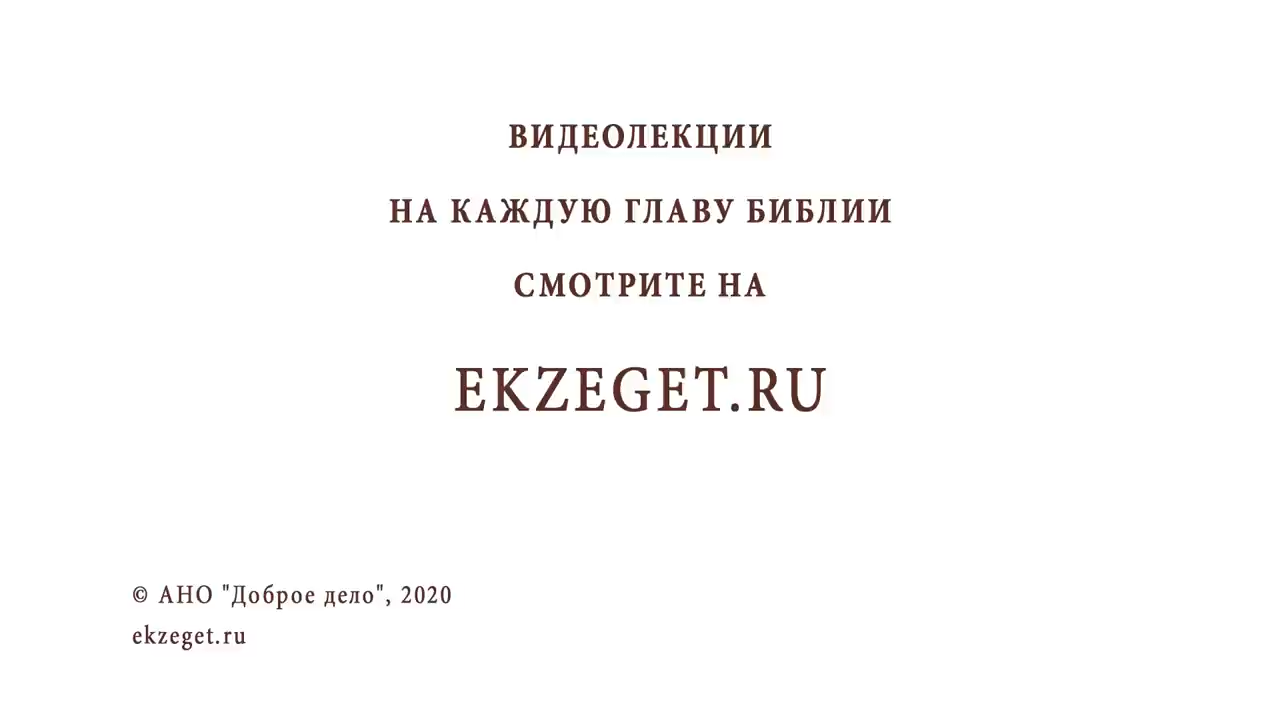 ВИДЕОЛЕКЦИИ
НА КАЖДУЮ ГЛАВУ БИБЛИИ
СМОТРИТЕ НА
EKZEGET.RU
© АНО "Доброе дело", 2020
ekzeget.ru